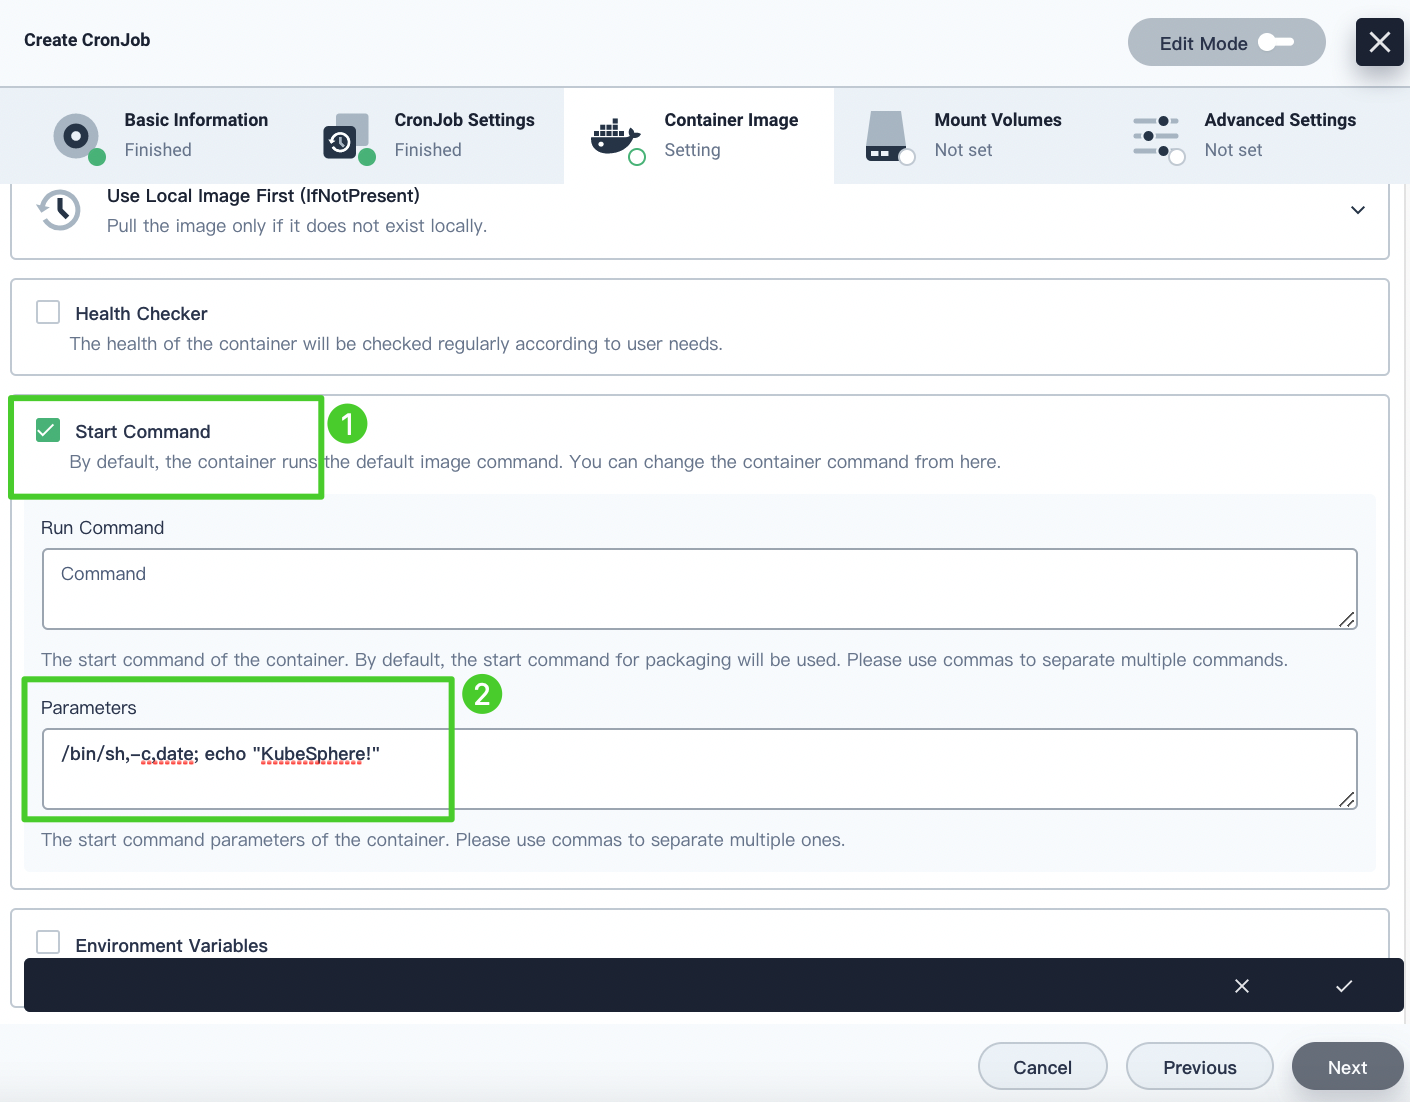 Create CronJob
Edit Mode
Basic Information
Finished
CronJob Settings
Finished
Container Image
Setting
Mount Volumes
Not set
Advanced Settings
Not set
Use Local Image First (IfNotPresent)
Pull the image only if it does not exist locally.
Health Checker
The health of the container will be checked regularly according to user needs.
1
Start Command
By default, the container runs the default image command. You can change the container command from here.
Run Command
Command
The start command of the container. By default, the start command for packaging will be used. Please use commas to separate multiple commands.
2
Parameters
/bin/sh,-c,date; echo "KubeSphere!"
The start command parameters of the container. Please use commas to separate multiple ones.
Environment Variables
Cancel
Previous
Next